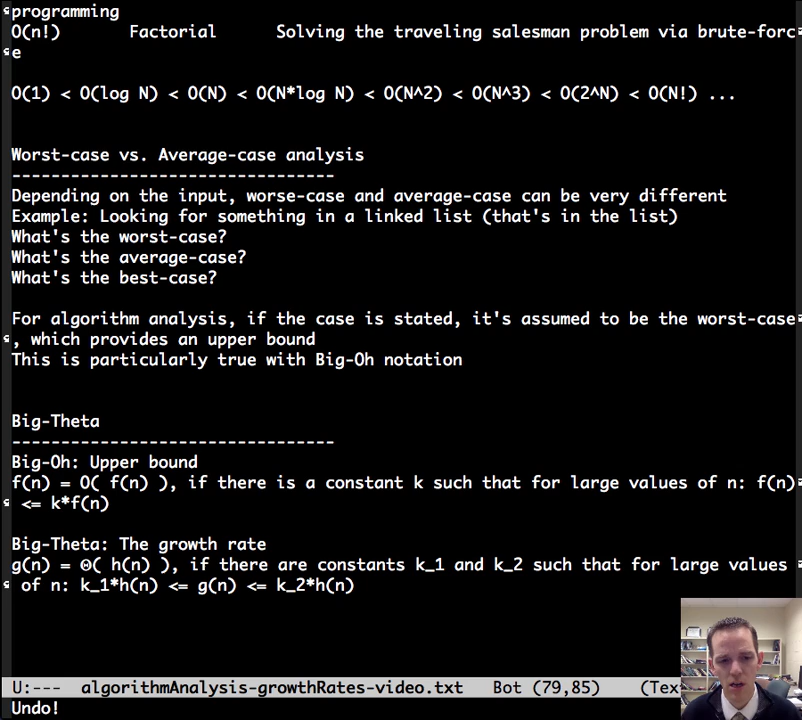 programming
O(n!)       Factorial      Solving the traveling salesman problem via brute-forc
e
O(1) < O(log N) < O(N) < O(N*log N) < O(N^2) < O(N^3) < O(2^N) < O(N!) ...
Worst-case vs. Average-case analysis
---------------------------------
Depending on the input, worse-case and average-case can be very different
Example: Looking for something in a linked list (that's in the list)
What's the worst-case?
What's the average-case?
What's the best-case?
For algorithm analysis, if the case is stated, it's assumed to be the worst-case
, which provides an upper bound
This is particularly true with Big-Oh notation
Big-Theta
---------------------------------
Big-Oh: Upper bound
f(n) = O( f(n) ), if there is a constant k such that for large values of n: f(n)
<= k*f(n)
Big-Theta: The growth rate
g(n) = Θ( h(n) ), if there are constants k_1 and k_2 such that for large values
of n: k_1*h(n) <= g(n) <= k_2*h(n)
U:---  algorithmAnalysis-growthRates-video.txt   Bot (79,85)    (Tex
Undo!